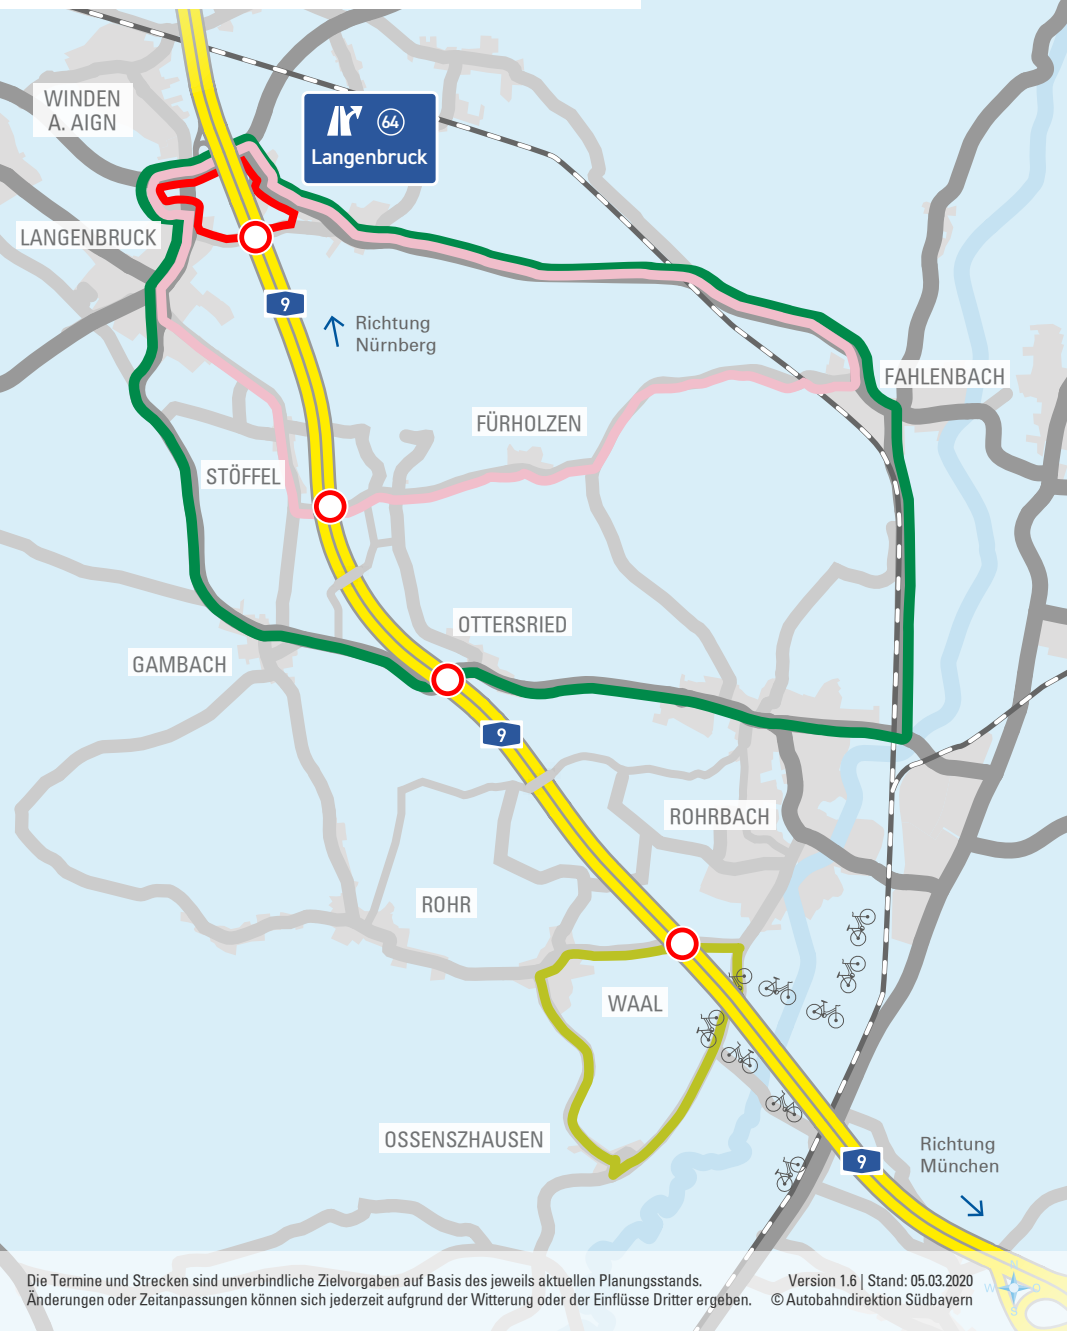 WINDEN
A. AIGN
64
Langenbruck
LANGENBRUCK
9
Richtung
Nürnberg
FAHLENBACH
FÜRHOLZEN
STÖFFEL
OTTERSRIED
GAMBACH
9
ROHRBACH
ROHR
WAAL
OSSENSZHAUSEN
Richtung
München
9
Die Termine und Strecken sind unverbindliche Zielvorgaben auf Basis des jeweils aktuellen Planungsstands.
Änderungen oder Zeitanpassungen können sich jederzeit aufgrund der Witterung oder der Einflüsse Dritter ergeben.
Version 1.6 | Stand: 05.03.2020
© Autobahndirektion Südbayern
N
W O
S